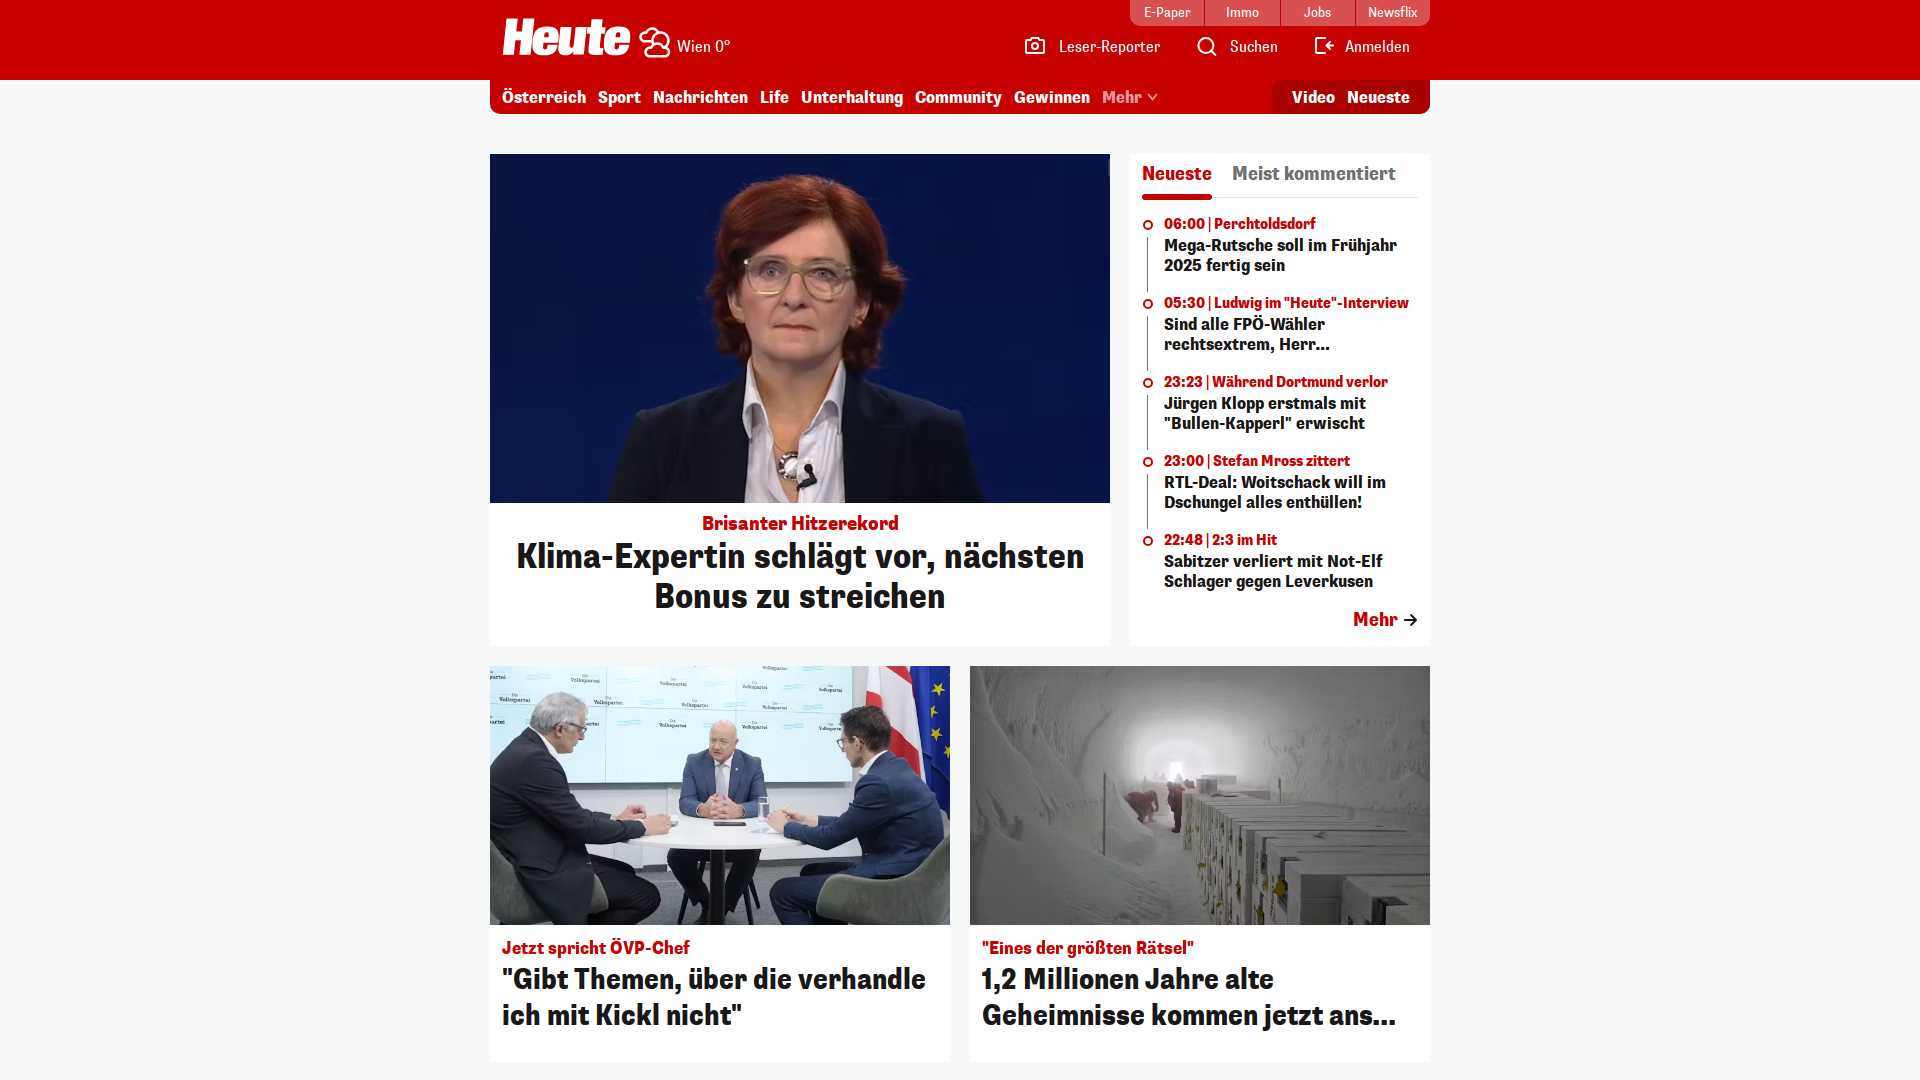 E-Paper
Immo
Jobs
Newsflix
Heute
Wien 0°
Leser-Reporter
Suchen
Anmelden
Österreich
Sport
Nachrichten
Life
Unterhaltung
Community
Gewinnen
Mehr
Video
Neueste
Brisanter Hitzerekord
Klima-Expertin schlägt vor, nächsten
Bonus zu streichen
Neueste
Meist kommentiert
06:00 | Perchtoldsdorf
Mega-Rutsche soll im Frühjahr
2025 fertig sein
05:30 | Ludwig im "Heute"-Interview
Sind alle FPÖ-Wähler
rechtsextrem, Herr...
23:23 | Während Dortmund verlor
Jürgen Klopp erstmals mit
"Bullen-Kapperl" erwischt
23:00 | Stefan Mross zittert
RTL-Deal: Woitschack will im
Dschungel alles enthüllen!
22:48 | 2:3 im Hit
Sabitzer verliert mit Not-Elf
Schlager gegen Leverkusen
Mehr
Jetzt spricht ÖVP-Chef
"Gibt Themen, über die verhandle
ich mit Kickl nicht"
"Eines der größten Rätsel"
1,2 Millionen Jahre alte
Geheimnisse kommen jetzt ans...